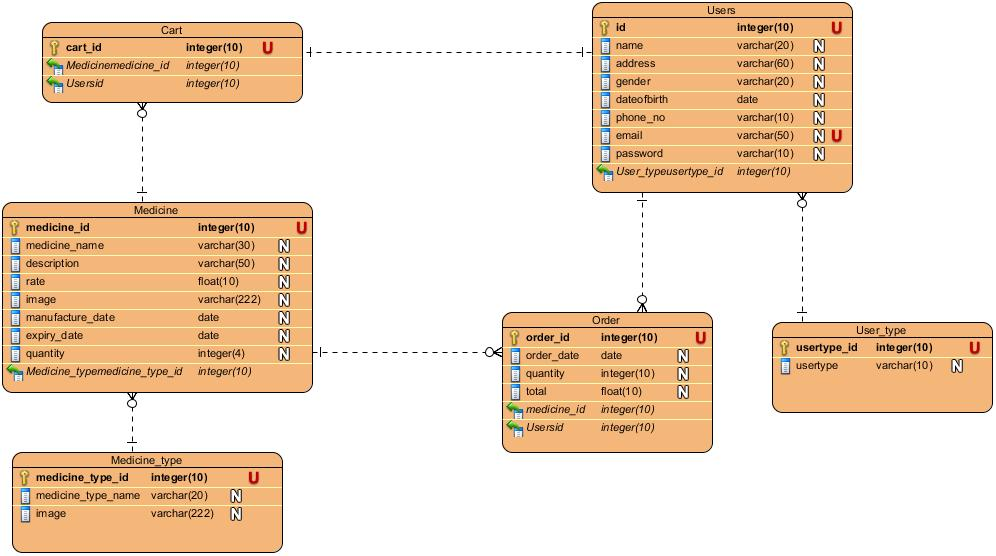 Cart
cart_id integer(10) U
Medicinemedicine_id integer(10)
Usersid integer(10)
Users
id integer(10) U
name varchar(20) N
address varchar(60) N
gender varchar(20) N
dateofbirth date N
phone_no varchar(10) N
email varchar(50) N U
password varchar(10) N
User_typeusertype_id integer(10)
Medicine
medicine_id integer(10) U
medicine_name varchar(30) N
description varchar(50) N
rate float(10) N
image varchar(222) N
manufacture_date date N
expiry_date date N
quantity integer(4) N
Medicine_typemedicine_type_id integer(10)
Order
order_id integer(10) U
order_date date N
quantity integer(10) N
total float(10) N
medicine_id integer(10)
Usersid integer(10)
User_type
usertype_id integer(10) U
usertype varchar(10) N
Medicine_type
medicine_type_id integer(10) U
medicine_type_name varchar(20) N
image varchar(222) N